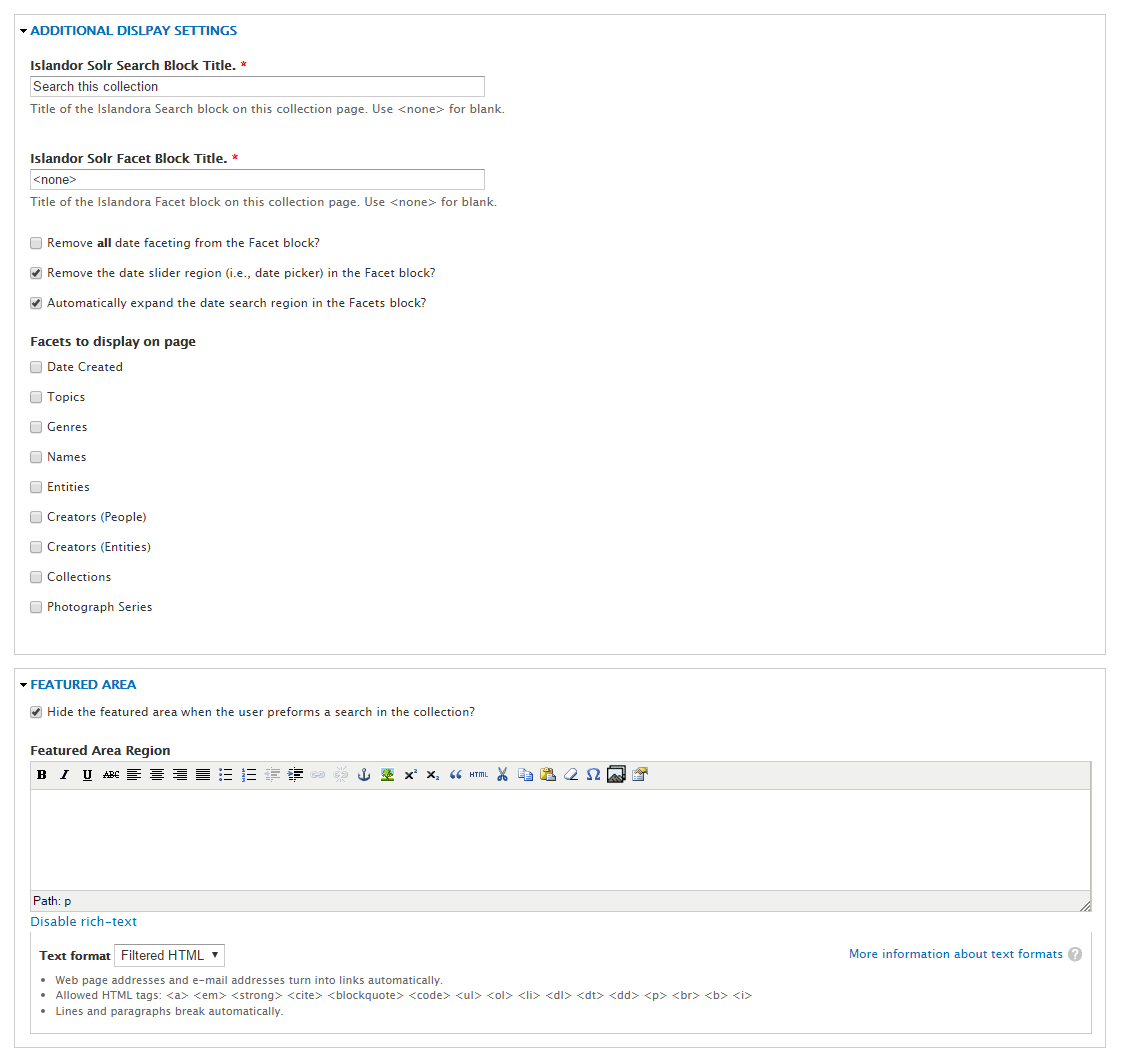 ADDITIONAL DISLPAY SETTINGS
Islandor Solr Search Block Title. *
Search this collection
Title of the Islandora Search block on this collection page. Use <none> for blank.
Islandor Solr Facet Block Title. *
<none>
Title of the Islandora Facet block on this collection page. Use <none> for blank.
Remove all date faceting from the Facet block?
Remove the date slider region (i.e., date picker) in the Facet block?
Automatically expand the date search region in the Facets block?
Facets to display on page
Date Created
Topics
Genres
Names
Entities
Creators (People)
Creators (Entities)
Collections
Photograph Series
FEATURED AREA
Hide the featured area when the user preforms a search in the collection?
Featured Area Region
B I U ABC x² x₂ HTML Ω
Path: p
Disable rich-text
Text format Filtered HTML More information about text formats ?
• Web page addresses and e-mail addresses turn into links automatically.
• Allowed HTML tags: <a> <em> <strong> <cite> <blockquote> <code> <ul> <ol> <li> <dl> <dt> <dd> <p> <br> <b> <i>
• Lines and paragraphs break automatically.